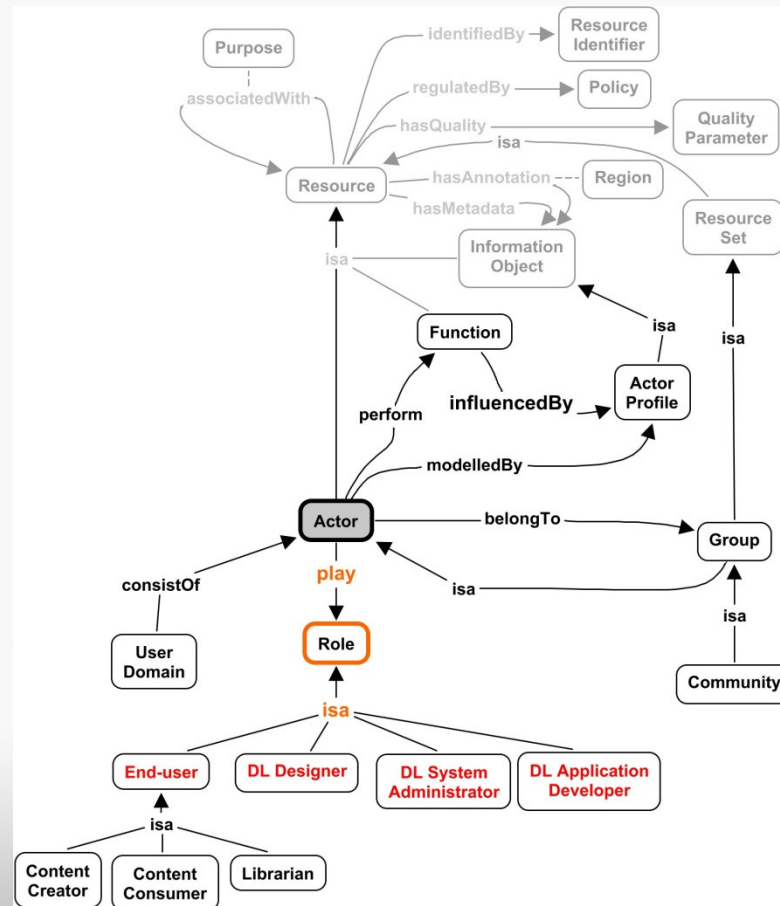 Purpose
identifiedBy
Resource
Identifier
associatedWith
regulatedBy
Policy
hasQuality
Quality
Parameter
isa
Resource
hasAnnotation
Region
hasMetadata
Resource
Set
isa
Information
Object
Function
isa
isa
perform
influencedBy
Actor
Profile
modelledBy
Actor
belongTo
Group
consistOf
play
isa
Role
isa
User
Domain
Community
isa
End-user
DL Designer
DL System
Administrator
DL Application
Developer
isa
Content
Creator
Content
Consumer
Librarian